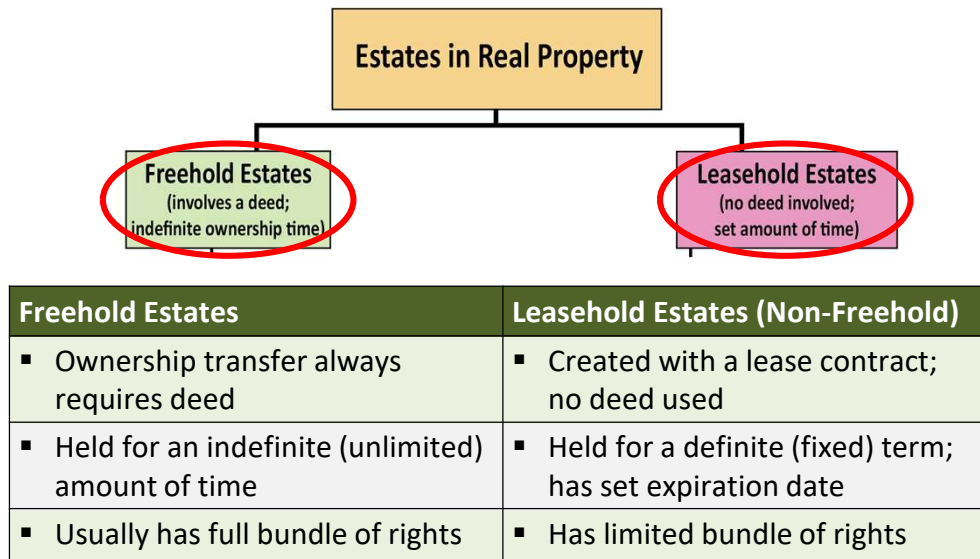 Estates in Real Property
Freehold Estates
(involves a deed;
indefinite ownership time)
Leasehold Estates
(no deed involved;
set amount of time)
Freehold Estates
Leasehold Estates (Non-Freehold)
▪ Ownership transfer always
requires deed
▪ Created with a lease contract;
no deed used
▪ Held for an indefinite (unlimited)
amount of time
▪ Held for a definite (fixed) term;
has set expiration date
▪ Usually has full bundle of rights
▪ Has limited bundle of rights